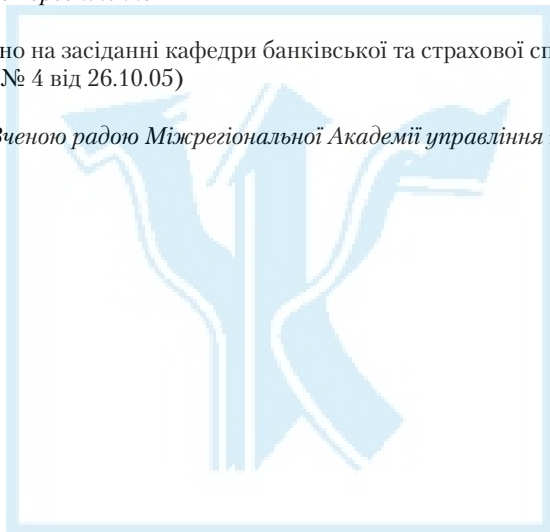 но на засіданні кафедри банківської та страхової сп
№ 4 від 26.10.05)
Вченою радою Міжрегіональної Академії управління